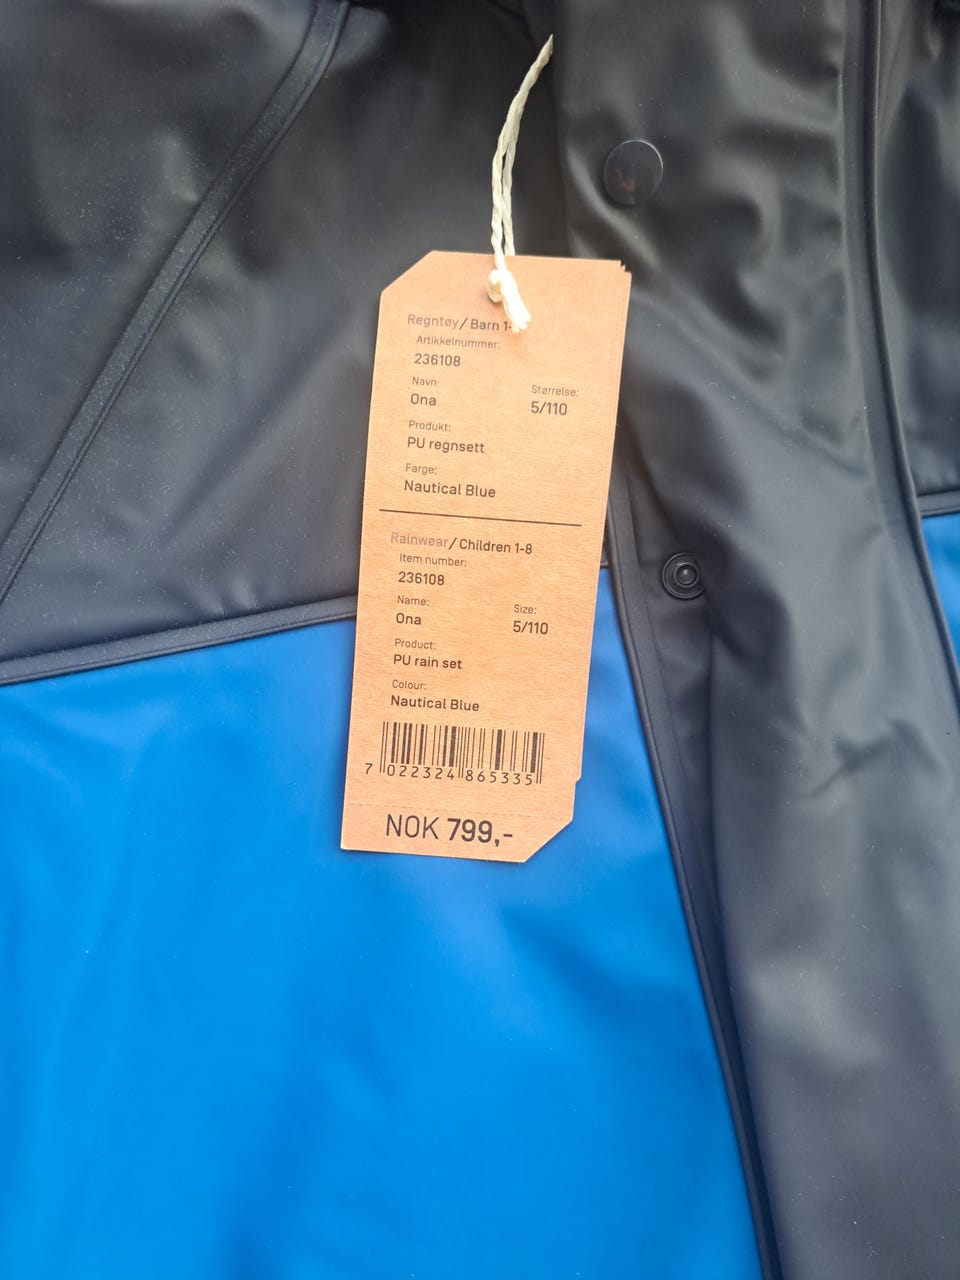 Regntøy/ Barn 1-
Artikkelnummer:
236108
Navn:
Ona
Størrelse:
5/110
Produkt:
PU regnsett
Farge:
Nautical Blue
Rainwear/ Children 1-8
Item number:
236108
Name:
Ona
Size:
5/110
Product:
PU rain set
Colour:
Nautical Blue
7 022324 865335
NOK 799,-